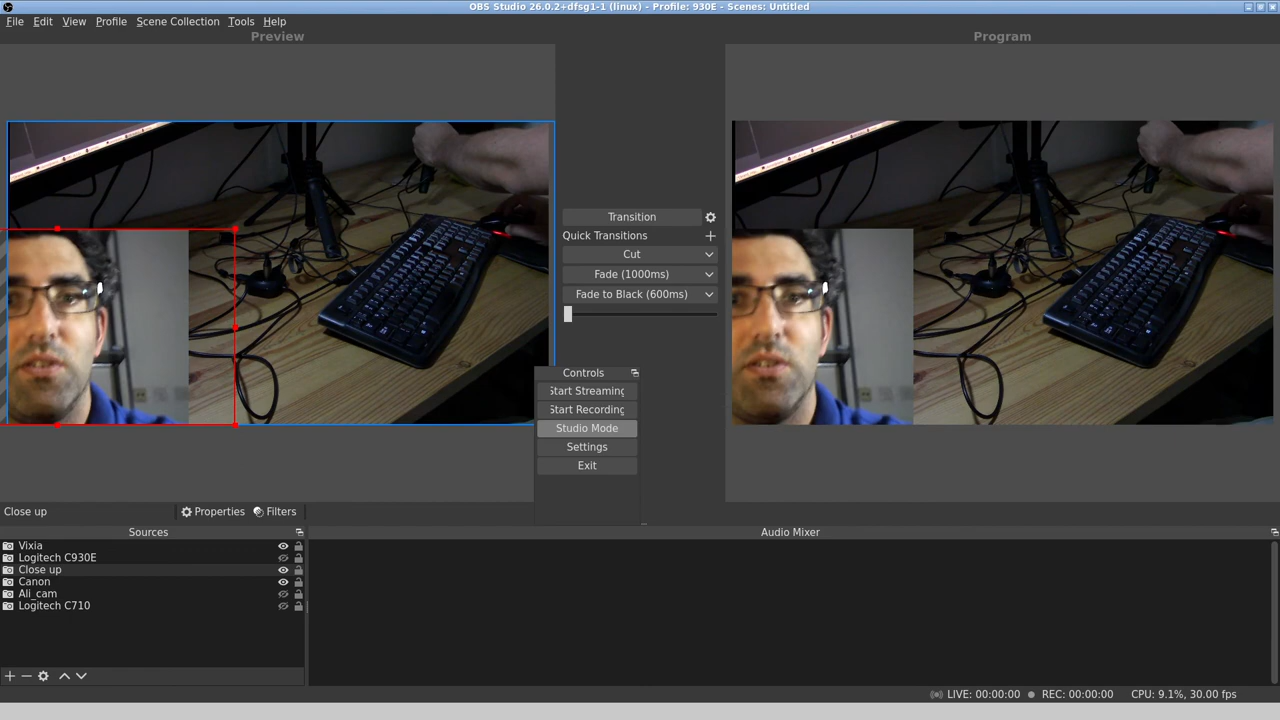 OBS Studio 26.0.2+dfsg1-1 (linux) - Profile: 930E - Scenes: Untitled
File Edit View Profile Scene Collection Tools Help
Preview
Program
Transition
Quick Transitions
Cut
Fade (1000ms)
Fade to Black (600ms)
Controls
Start Streaming
Start Recording
Studio Mode
Settings
Exit
Close up Properties Filters
Sources
Vixia
Logitech C930E
Close up
Canon
Ali_cam
Logitech C710
Audio Mixer
LIVE: 00:00:00 REC: 00:00:00 CPU: 9.1%, 30.00 fps